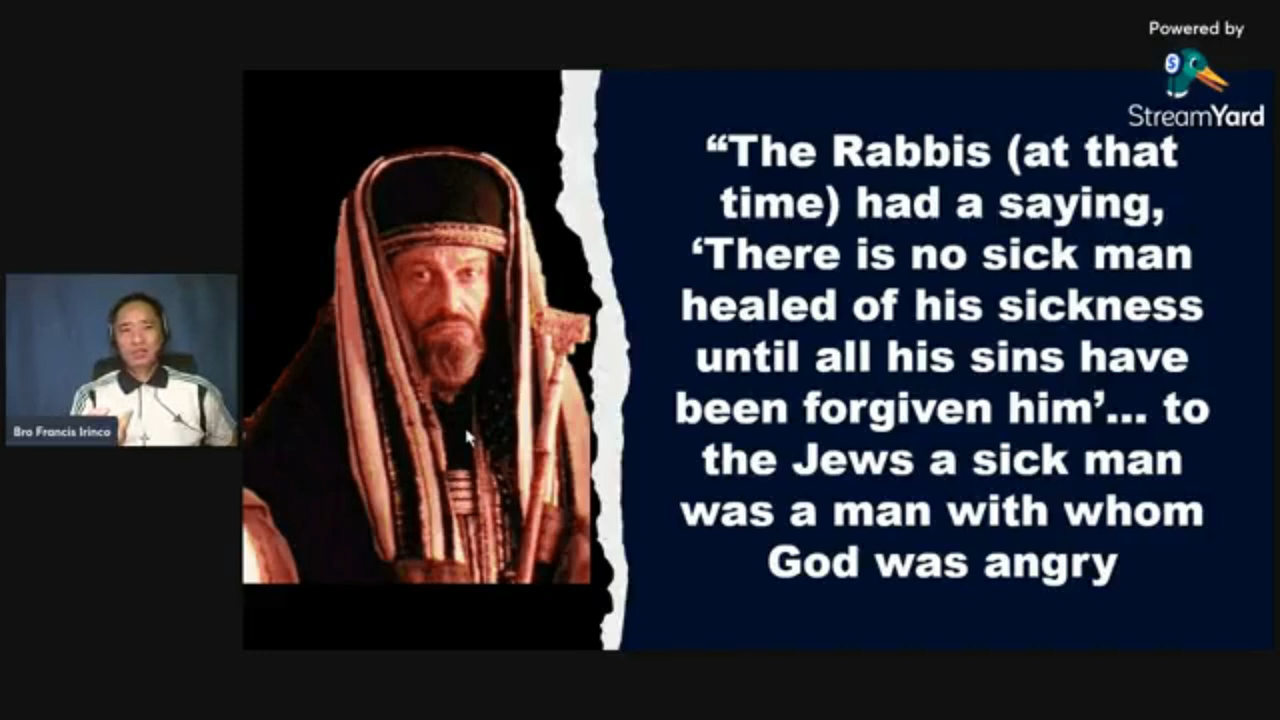 Powered by
StreamYard
“The Rabbis (at that
time) had a saying,
‘There is no sick man
healed of his sickness
until all his sins have
been forgiven him’... to
the Jews a sick man
was a man with whom
God was angry
Bro Francis Irinco